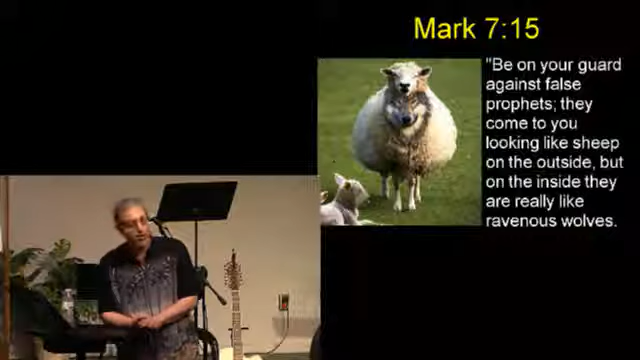 Mark 7:15
"Be on your guard
against false
prophets; they
come to you
looking like sheep
on the outside, but
on the inside they
are really like
ravenous wolves.